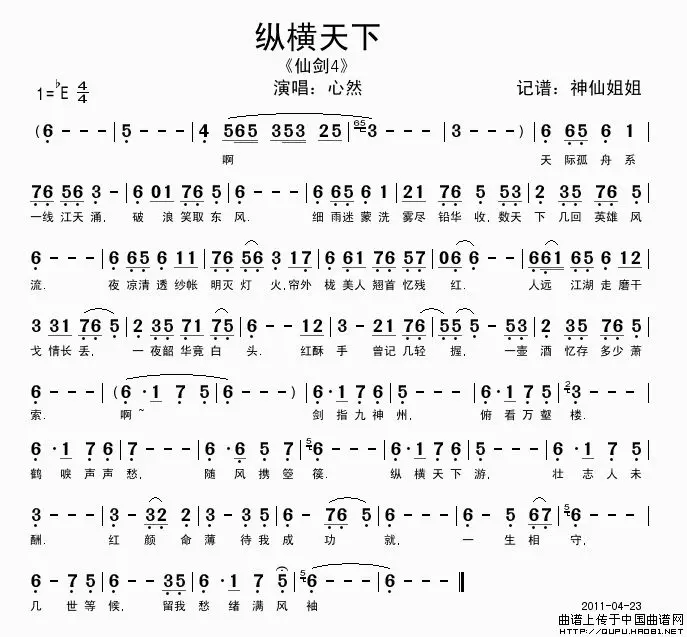 纵横天下
《仙剑4》
1=♭E 4/4
演唱：心然
记谱：神仙姐姐
(6 - - - | 5 - - - | 4 565 353 25 | 65 3 - - - | 3 - - - ) | 6 65 6 1 |
啊 天 际孤 舟 系
76 56 3 - | 6 01 76 5 | 6 - - - | 6 65 6 1 | 21 76 5 53 | 2 35 76 5 |
一线 江天 涌， 破 浪 笑取 东 风. 细 雨迷 蒙 洗 雾尽 铅华 收，数天 下 几回 英雄 风
6 - - - | 6 65 6 11 | 76 56 3 17 | 6 61 76 57 | 06 6 - - | 661 65 6 12 |
流. 夜 凉清 透 纱帐 明灭 灯 火，帘外 栊 美人 翘首 忆残 红. 人远 江湖 走 磨干
3 31 76 5 | 2 35 71 75 | 6 - - 12 | 3 - 21 76 | 55 5 - 53 | 2 35 76 5 |
戈 情长 丢， 一 夜韶 华竟 白 头. 红酥 手 曾记 几轻 握， 一壶 酒 忆存 多少 萧
6 - - - | (6 · 1 7 5 | 6 - - - ) | 6 · 1 7 6 | 5 - - - | 6 · 1 7 5 | 2 3 - - - |
索. 啊~ 剑 指九神 州， 俯 看万 壑 楼.
6 · 1 7 6 | 5 - - - | 6 · 6 5 7 | 5 6 - - - | 6 · 1 7 6 | 5 - - - | 6 · 1 7 5 |
鹤 唳声声 愁， 随 风携 箜 篌. 纵 横天下 游， 壮 志人未
3 - - - | 3 - 32 2 | 3 - 3 5 | 6 - 76 5 | 6 - - - | 6 - 5 67 | 5 6 - - - |
酬. 红 颜 命 薄 待我 成 功 就， 一 生 相 守，
6 - 7 5 | 6 - - 35 | 6 · 1 7 5 | 5 6 - - - | 6 - - - ‖
几 世 等 候， 留我 愁 绪满 风 袖
2011-04-23
曲谱上传于中国曲谱网
http://QUPU.HAO81.NET